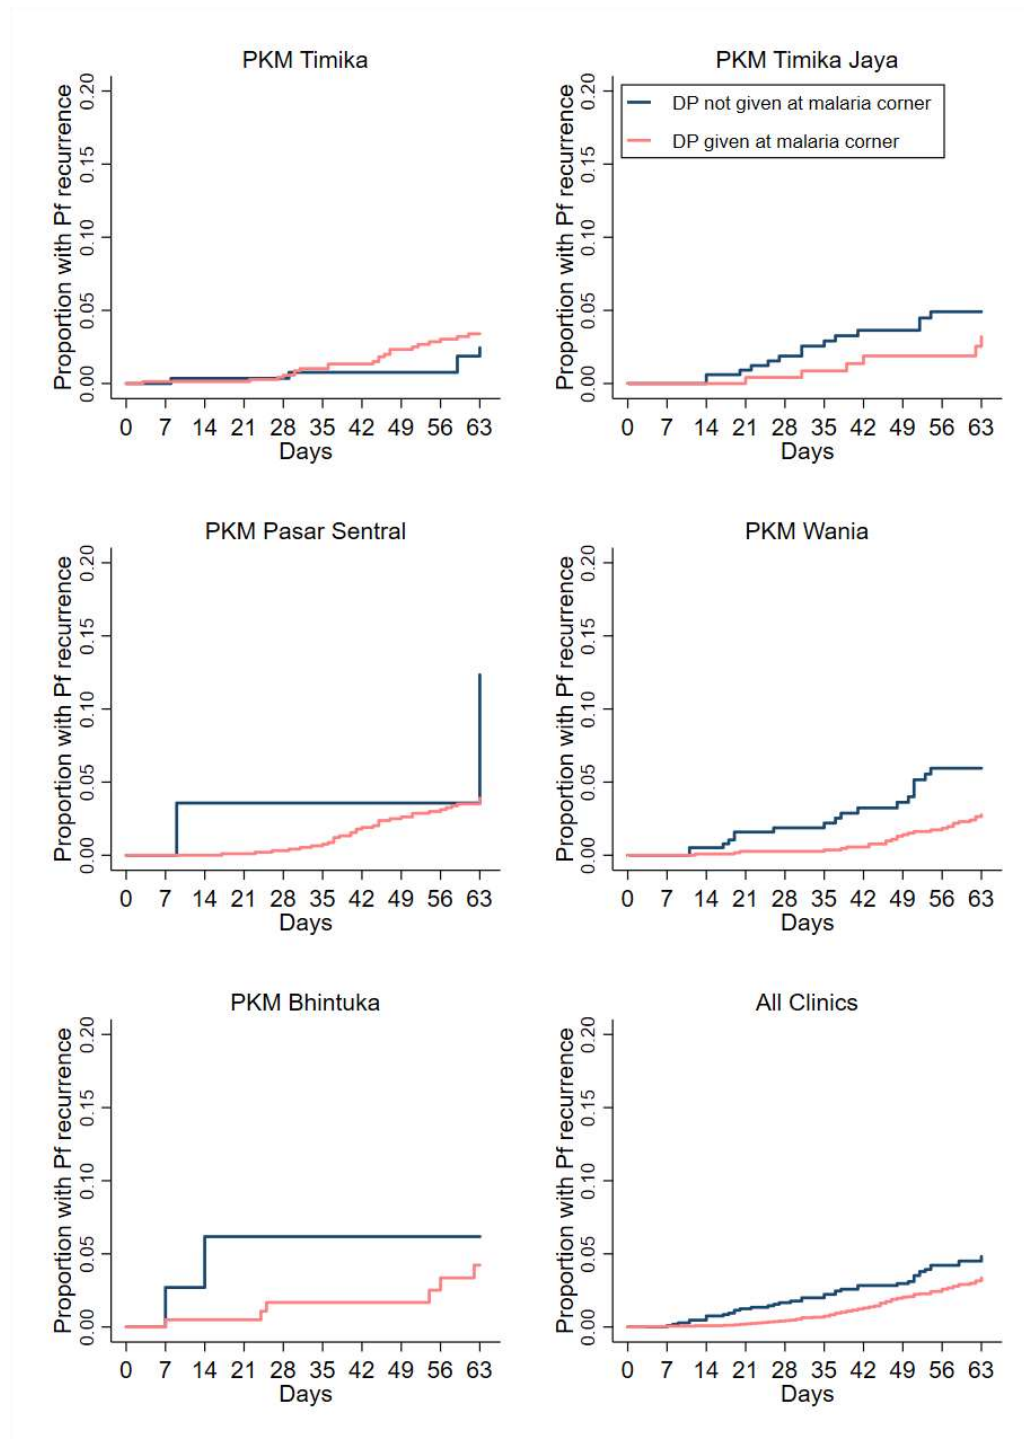 PKM Timika
Proportion with Pf recurrence
0.00 0.05 0.10 0.15 0.20
0 7 14 21 28 35 42 49 56 63
Days
PKM Timika Jaya
DP not given at malaria corner
DP given at malaria corner
Proportion with Pf recurrence
0.00 0.05 0.10 0.15 0.20
0 7 14 21 28 35 42 49 56 63
Days
PKM Pasar Sentral
Proportion with Pf recurrence
0.00 0.05 0.10 0.15 0.20
0 7 14 21 28 35 42 49 56 63
Days
PKM Wania
Proportion with Pf recurrence
0.00 0.05 0.10 0.15 0.20
0 7 14 21 28 35 42 49 56 63
Days
PKM Bhintuka
Proportion with Pf recurrence
0.00 0.05 0.10 0.15 0.20
0 7 14 21 28 35 42 49 56 63
Days
All Clinics
Proportion with Pf recurrence
0.00 0.05 0.10 0.15 0.20
0 7 14 21 28 35 42 49 56 63
Days